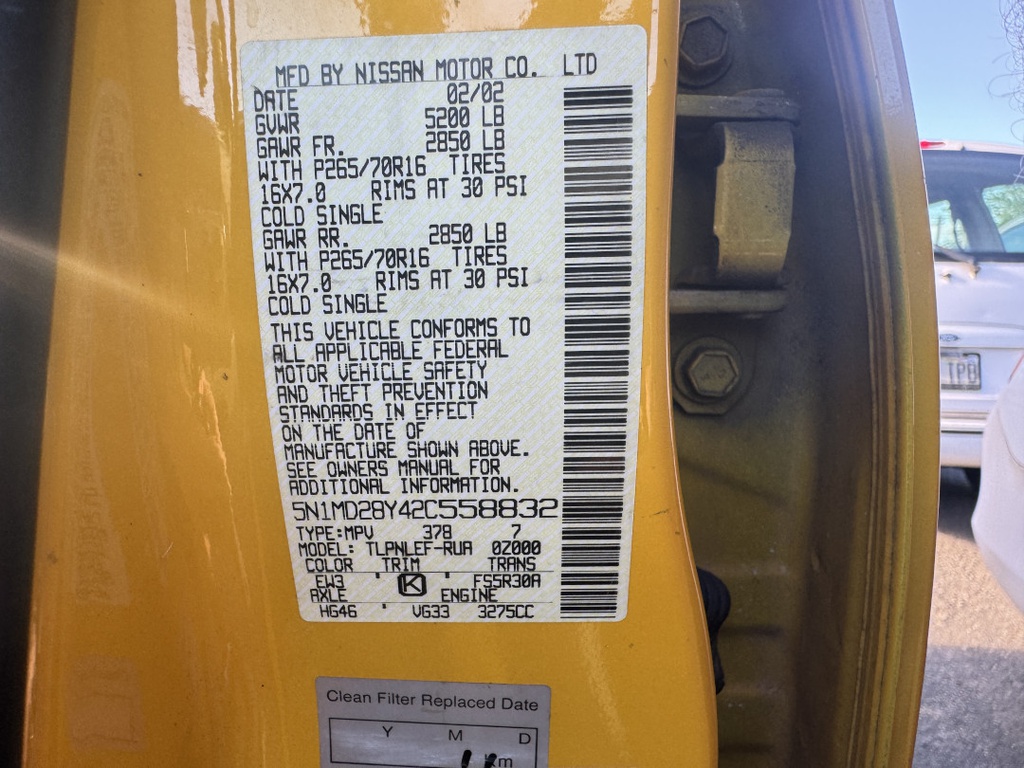 MFD BY NISSAN MOTOR CO. LTD
DATE 02/02
GVWR 5200 LB
GAWR FR. 2850 LB
WITH P265/70R16 TIRES
16X7.0 RIMS AT 30 PSI
COLD SINGLE
GAWR RR. 2850 LB
WITH P265/70R16 TIRES
16X7.0 RIMS AT 30 PSI
COLD SINGLE
THIS VEHICLE CONFORMS TO
ALL APPLICABLE FEDERAL
MOTOR VEHICLE SAFETY
AND THEFT PREVENTION
STANDARDS IN EFFECT
ON THE DATE OF
MANUFACTURE SHOWN ABOVE.
SEE OWNERS MANUAL FOR
ADDITIONAL INFORMATION.
5N1MD28Y42C558832
TYPE:MPV 378 7
MODEL: TLPNLEF-RUA 0Z000
COLOR TRIM TRANS
EW3 ' K ' FS5R30A
AXLE ENGINE
HG46 ' VG33 3275CC
Clean Filter Replaced Date
Y M D
km
TPB